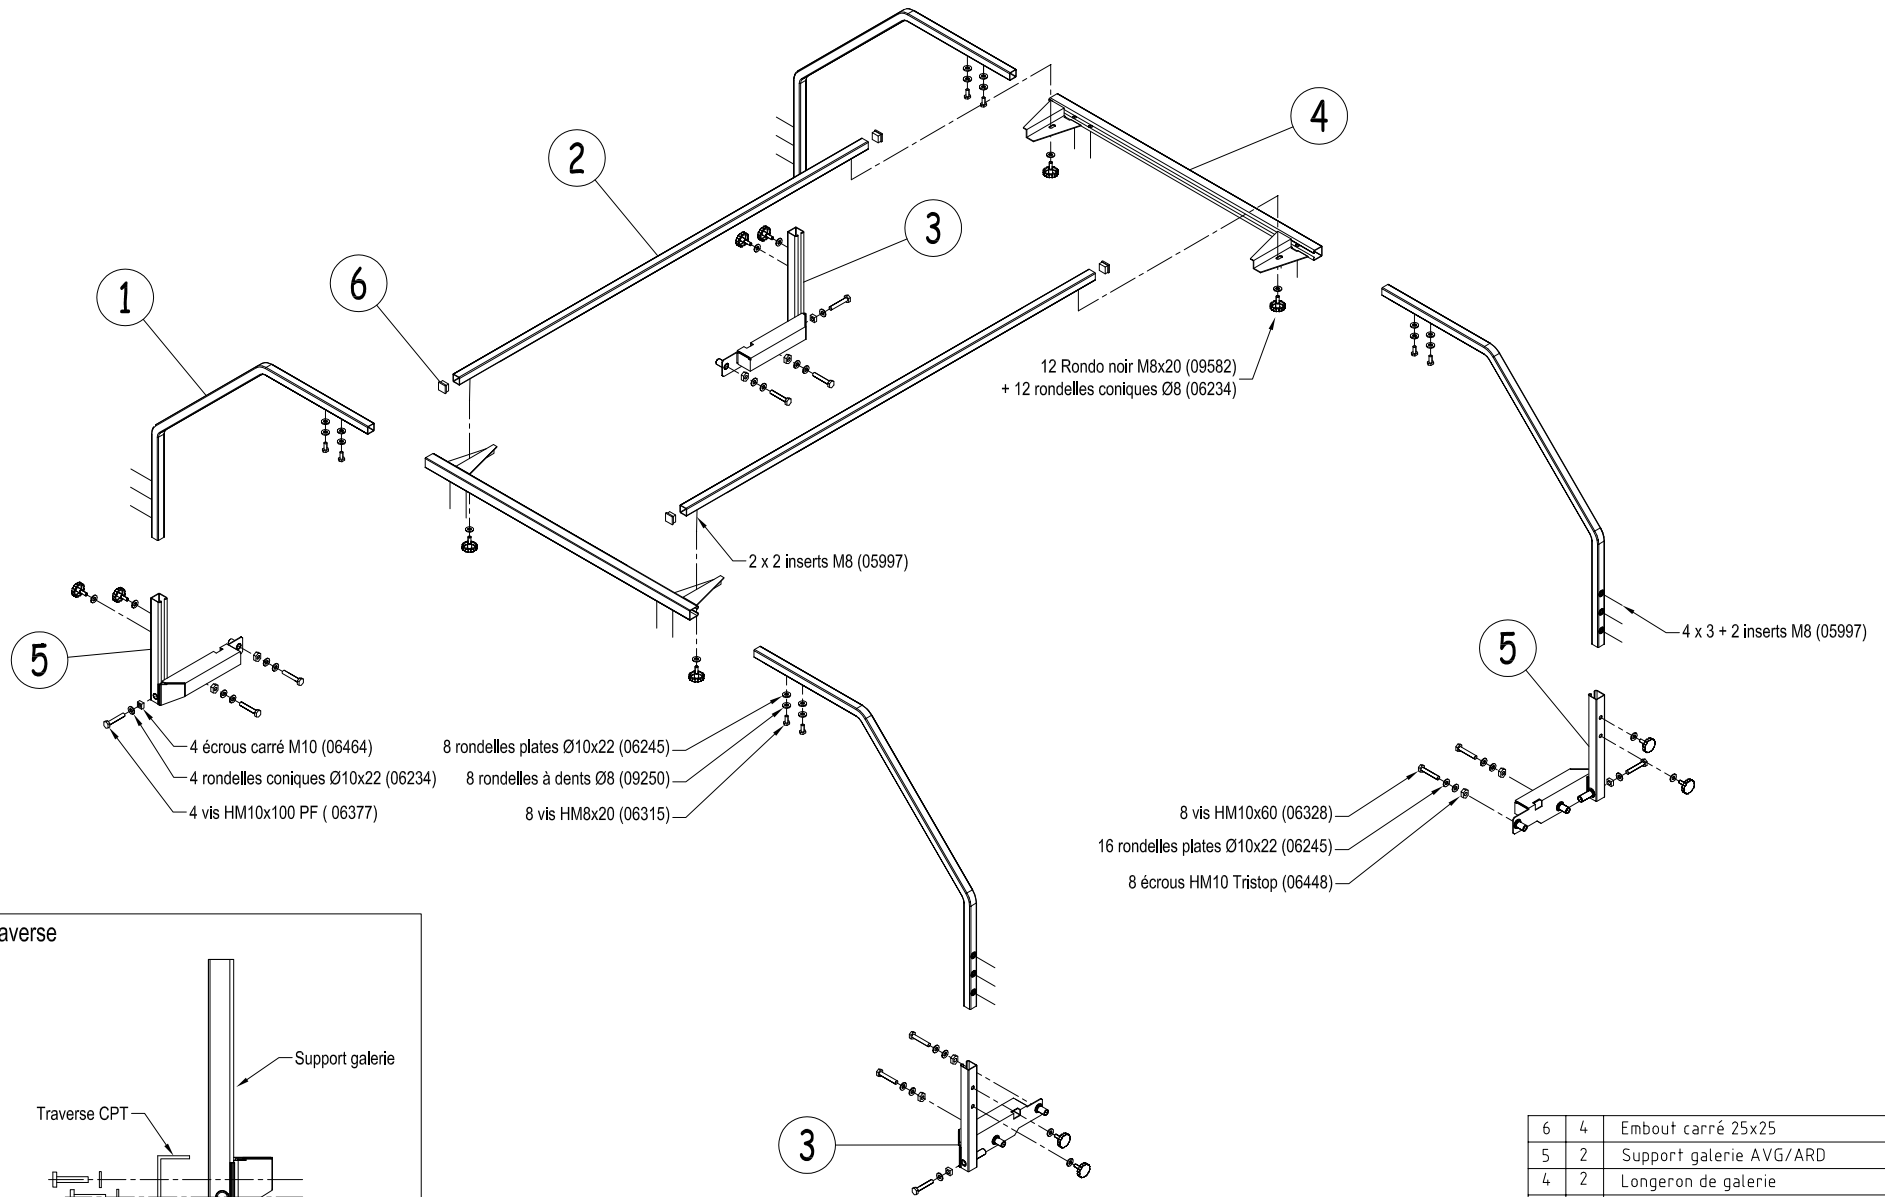 4
2
3
6
1
12 Rondo noir M8x20 (09582)
+ 12 rondelles coniques Ø8 (06234)
2 x 2 inserts M8 (05997)
4 x 3 + 2 inserts M8 (05997)
5
5
4 écrous carré M10 (06464)
4 rondelles coniques Ø10x22 (06234)
4 vis HM10x100 PF ( 06377)
8 rondelles plates Ø10x22 (06245)
8 rondelles à dents Ø8 (09250)
8 vis HM8x20 (06315)
8 vis HM10x60 (06328)
16 rondelles plates Ø10x22 (06245)
8 écrous HM10 Tristop (06448)
averse
Support galerie
Traverse CPT
3
6 4 Embout carré 25x25
5 2 Support galerie AVG/ARD
4 2 Longeron de galerie